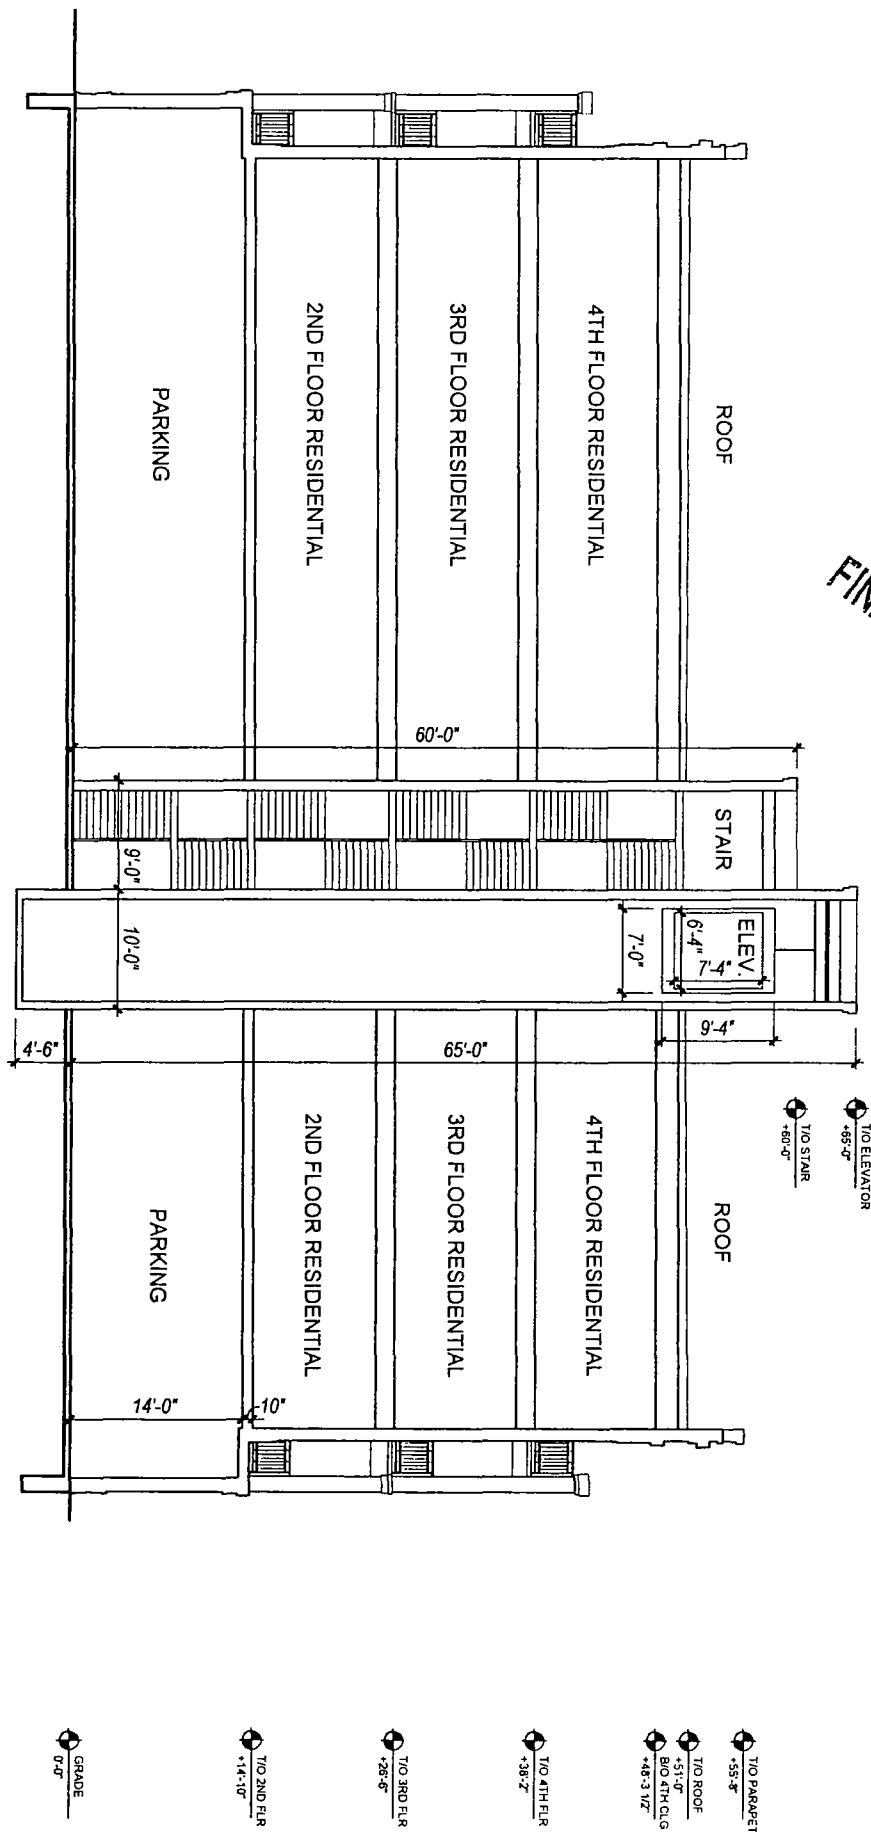 FIN
ROOF
4TH FLOOR RESIDENTIAL
3RD FLOOR RESIDENTIAL
2ND FLOOR RESIDENTIAL
PARKING
60'-0"
STAIR
ELEV.
6'-4"
7'-4"
7'-0"
9'-4"
9'-0"
10'-0"
4'-6"
65'-0"
T/O ELEVATOR
+65'-0"
T/O STAIR
+60'-0"
ROOF
4TH FLOOR RESIDENTIAL
3RD FLOOR RESIDENTIAL
2ND FLOOR RESIDENTIAL
PARKING
14'-0"
10"
T/O PARAPET
+55'-8"
T/O ROOF
+51'-0"
B/O 4TH CLG
+48'-3 1/2"
T/O 4TH FLR
+38'-2"
T/O 3RD FLR
+26'-6"
T/O 2ND FLR
+14'-10"
GRADE
0'-0"